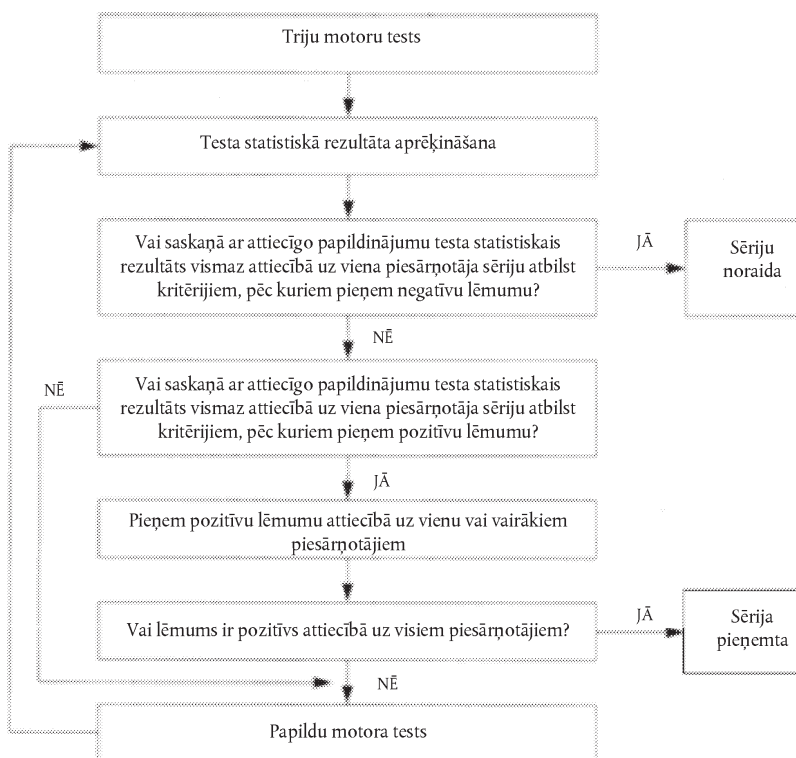 Triju motoru tests
Testa statistiskā rezultāta aprēķināšana
Vai saskaņā ar attiecīgo papildinājumu testa statistiskais
rezultāts vismaz attiecībā uz viena piesārņotāja sēriju atbilst
kritērijiem, pēc kuriem pieņem negatīvu lēmumu?
JĀ
Sēriju
noraida
NĒ
NĒ
Vai saskaņā ar attiecīgo papildinājumu testa statistiskais
rezultāts vismaz attiecībā uz viena piesārņotāja sēriju atbilst
kritērijiem, pēc kuriem pieņem pozitīvu lēmumu?
JĀ
Pieņem pozitīvu lēmumu attiecībā uz vienu vai vairākiem
piesārņotājiem
Vai lēmums ir pozitīvs attiecībā uz visiem piesārņotājiem?
JĀ
Sērija
pieņemta
NĒ
Papildu motora tests